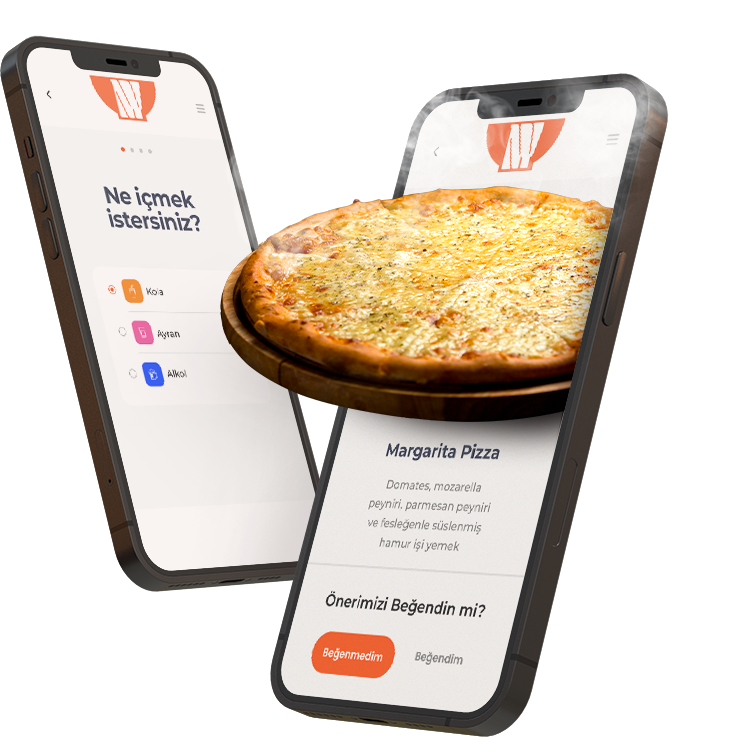 Ne içmek
istersiniz?
Kola
Ayran
Alkol
Margarita Pizza
Domates, mozarella
peyniri, parmesan peyniri
ve fesleğenle süslenmiş
hamur işi yemek
Önerimizi Beğendin mi?
Beğenmedim
Beğendim